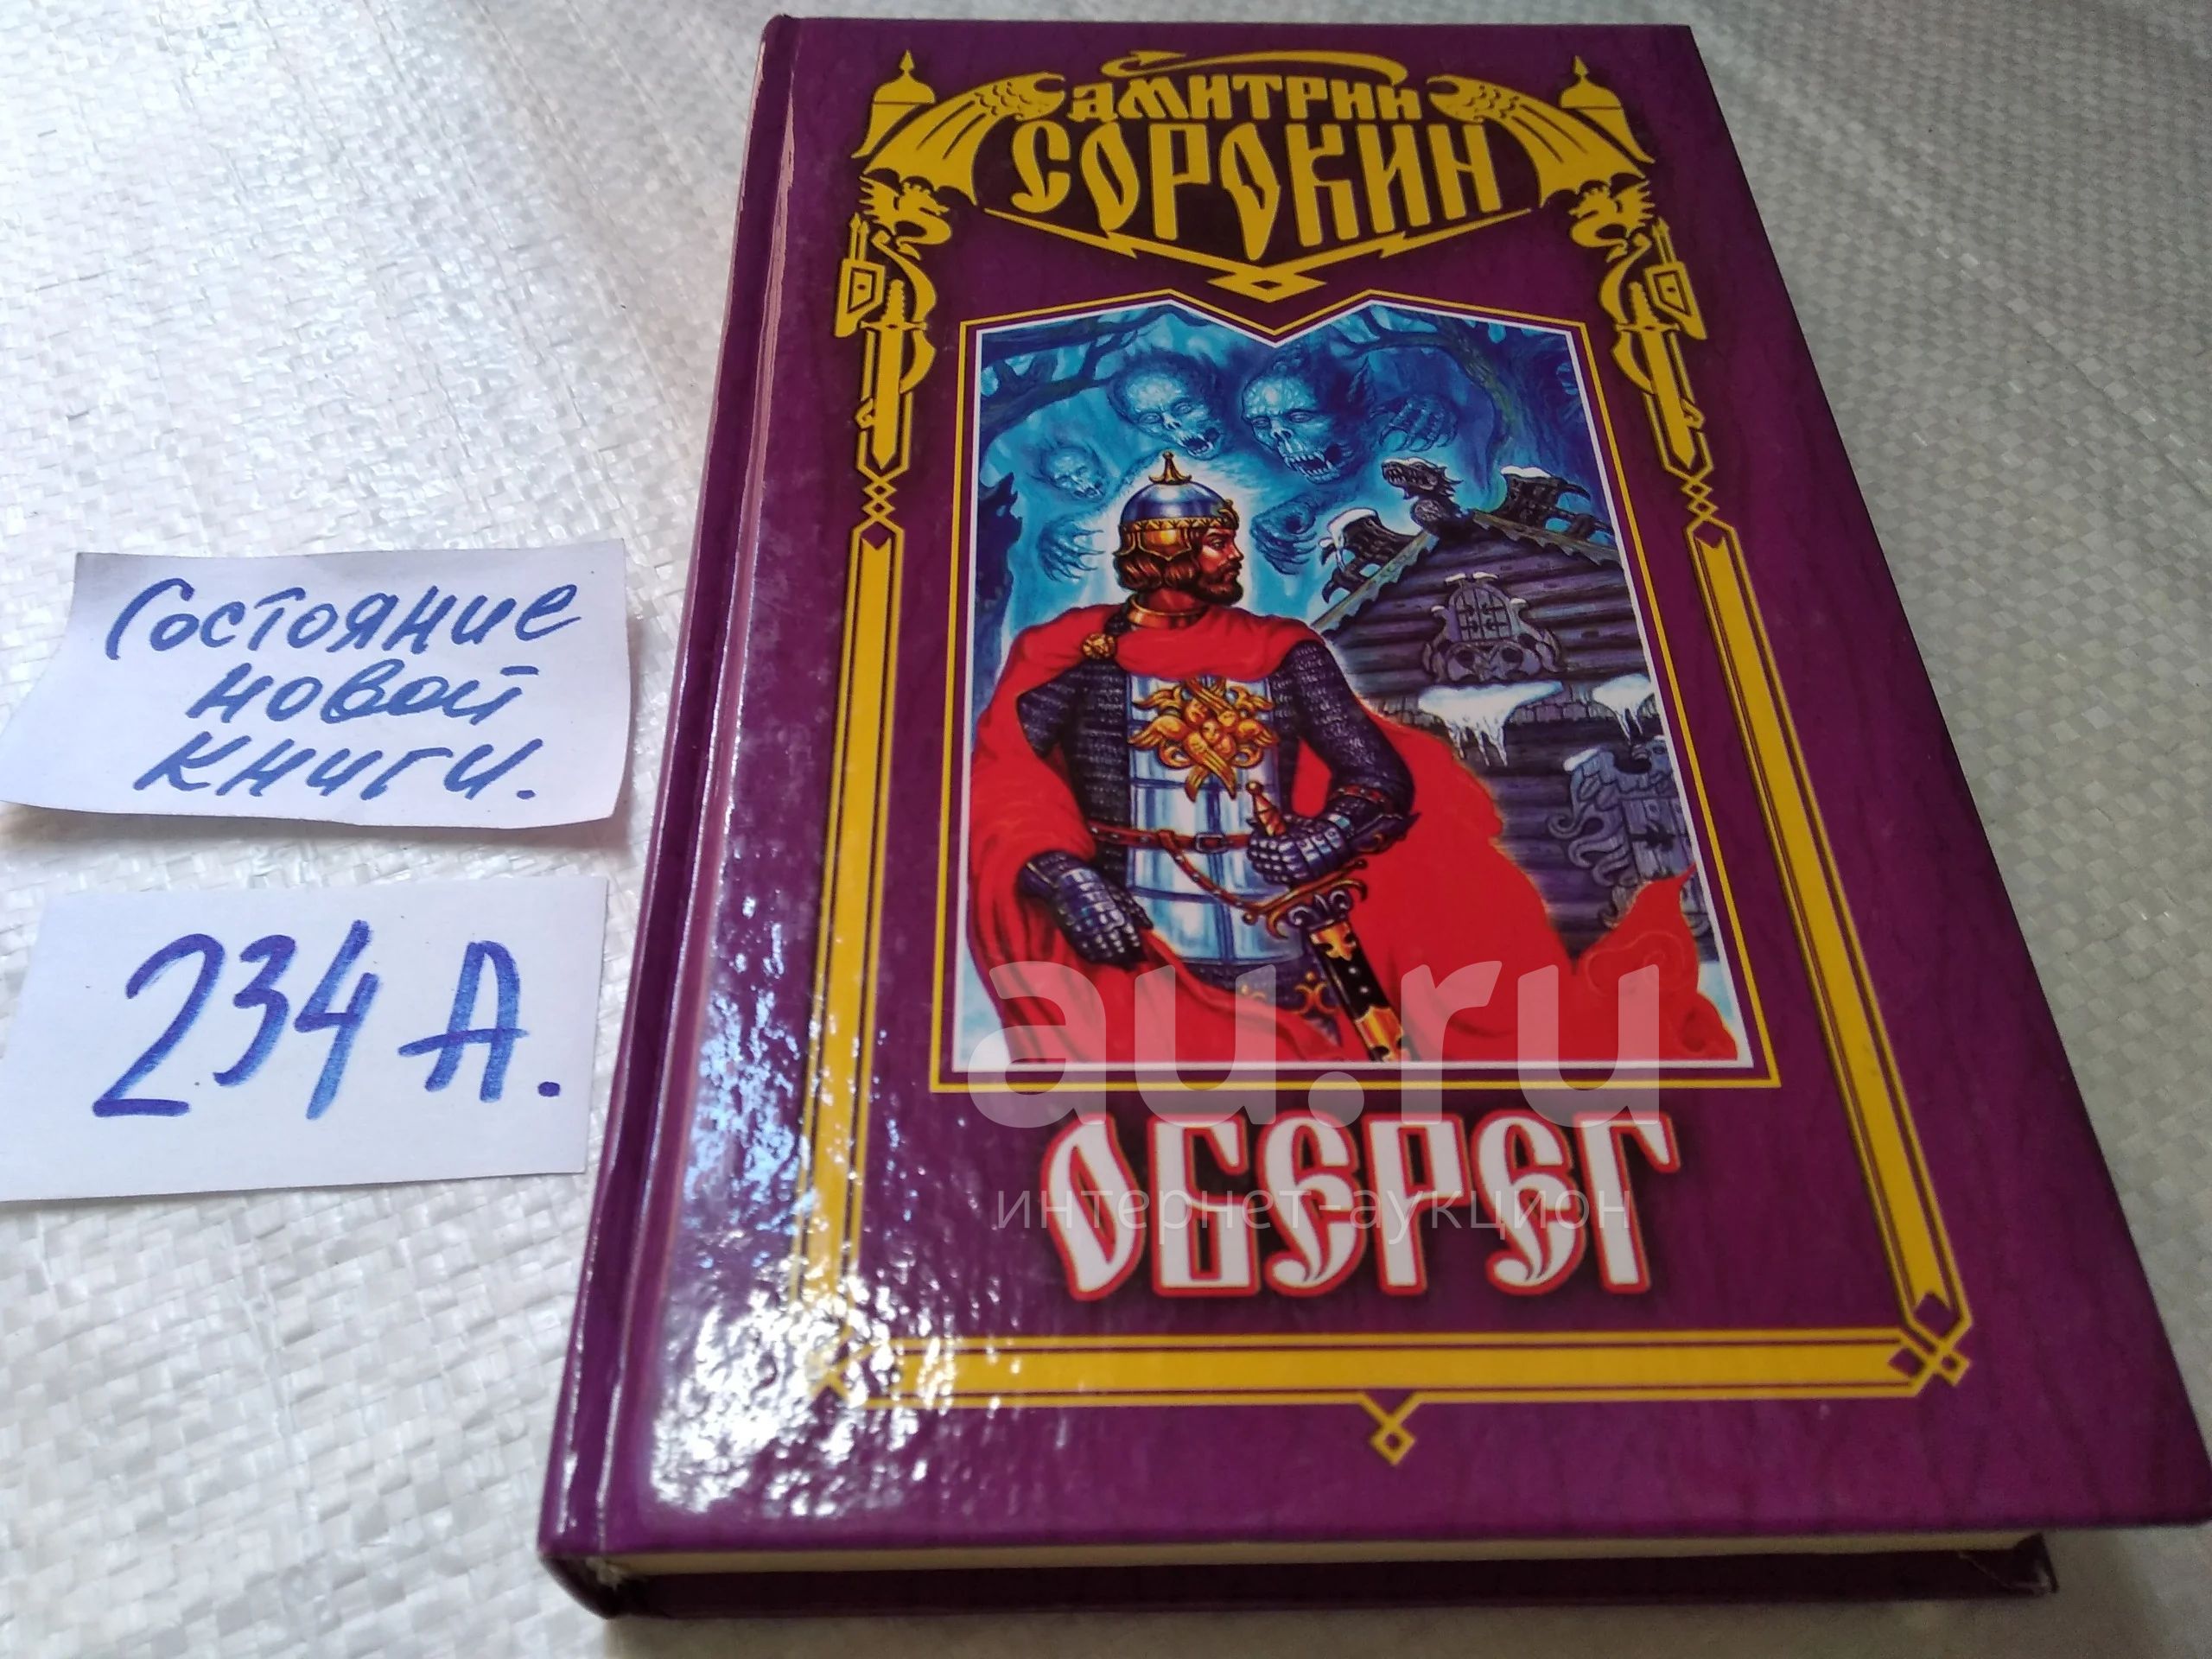 ДМИТРИЙ
СОРОКИН
Состояние
новой
книги.
234 А.
au.ru
ОБЕРЕГ
интернет-аукцион